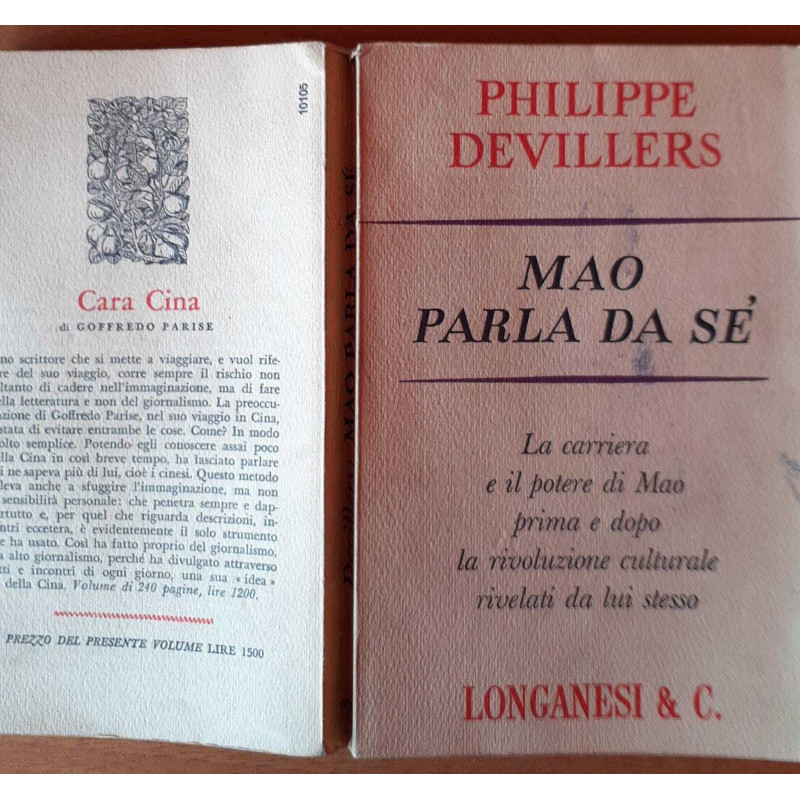 10105
Cara Cina
di GOFFREDO PARISE
no scrittore che si mette a viaggiare, e vuol rife-
re del suo viaggio, corre sempre il rischio non
ltanto di cadere nell'immaginazione, ma di fare
lla letteratura e non del giornalismo. La preoccu-
zione di Goffredo Parise, nel suo viaggio in Cina,
stata di evitare entrambe le cose. Come? In modo
olto semplice. Potendo egli conoscere assai poco
lla Cina in così breve tempo, ha lasciato parlare
i ne sapeva più di lui, cioè i cinesi. Questo metodo
leva anche a sfuggire l'immaginazione, ma non
sensibilità personale: che penetra sempre e dap-
rtutto e, per quel che riguarda descrizioni, in-
ntri eccetera, è evidentemente il solo strumento
e ha usato. Così ha fatto proprio del giornalismo,
a alto giornalismo, perché ha divulgato attraverso
tti e incontri di ogni giorno, una sua « idea »
della Cina. Volume di 240 pagine, lire 1200.
PREZZO DEL PRESENTE VOLUME LIRE 1500
Devillers MAO PARLA DA SÉ
PHILIPPE
DEVILLERS
MAO
PARLA DA SÉ
La carriera
e il potere di Mao
prima e dopo
la rivoluzione culturale
rivelati da lui stesso
LONGANESI & C.